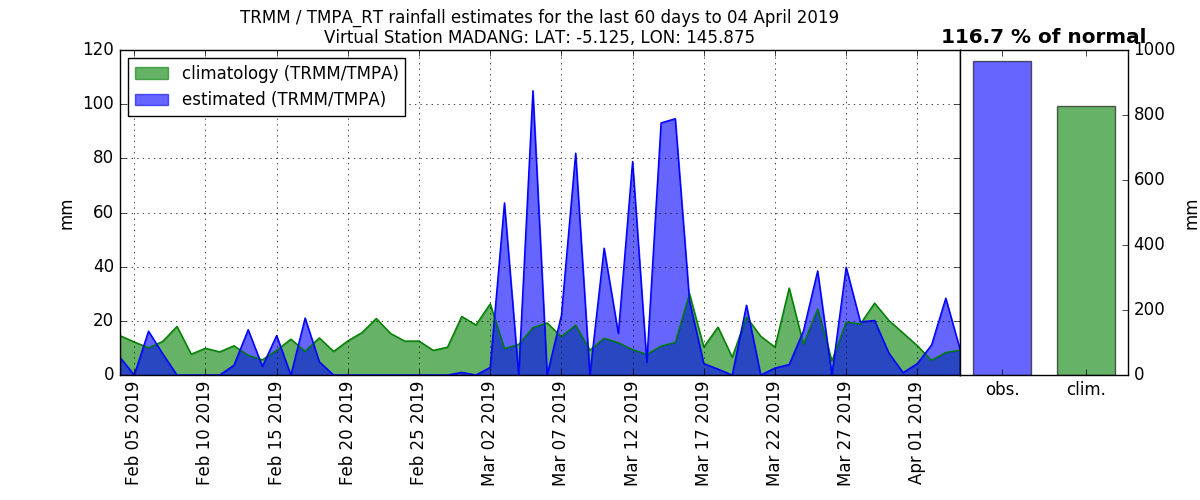 TRMM / TMPA_RT rainfall estimates for the last 60 days to 04 April 2019
Virtual Station MADANG: LAT: -5.125, LON: 145.875
116.7 % of normal
climatology (TRMM/TMPA)
estimated (TRMM/TMPA)
120
100
80
60
40
20
0
mm
1000
800
600
400
200
0
mm
Feb 05 2019
Feb 10 2019
Feb 15 2019
Feb 20 2019
Feb 25 2019
Mar 02 2019
Mar 07 2019
Mar 12 2019
Mar 17 2019
Mar 22 2019
Mar 27 2019
Apr 01 2019
obs.
clim.